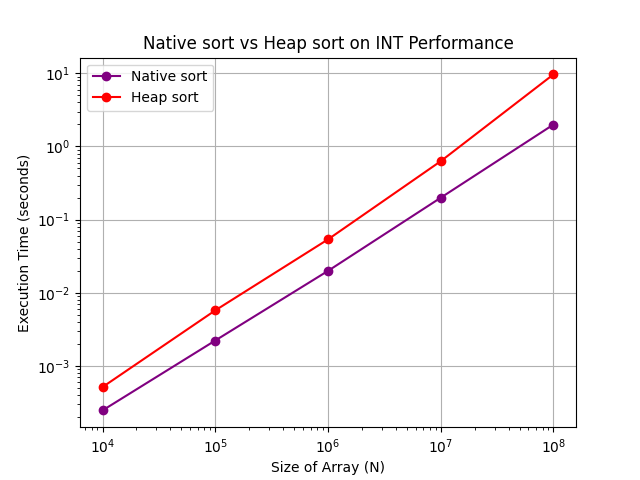 Native sort vs Heap sort on INT Performance
Native sort
Heap sort
Execution Time (seconds)
10¹
10⁰
10⁻¹
10⁻²
10⁻³
10⁴ 10⁵ 10⁶ 10⁷ 10⁸
Size of Array (N)